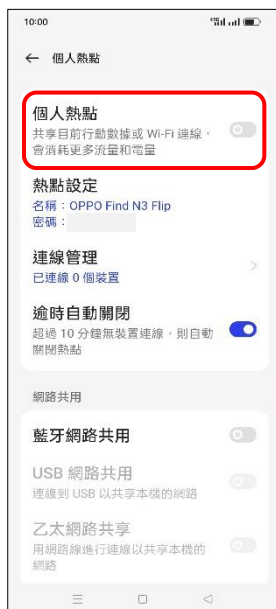 10:00
← 個人熱點
個人熱點
共享目前行動數據或 Wi-Fi 連線，
會消耗更多流量和電量
熱點設定
名稱：OPPO Find N3 Flip
密碼：
連線管理
已連線 0 個裝置
逾時自動關閉
超過 10 分鐘無裝置連線，則自動
關閉熱點
網路共用
藍牙網路共用
USB 網路共用
連線到 USB 以共享本機的網路
乙太網路共享
用網路線進行連線以共享本機的
網路